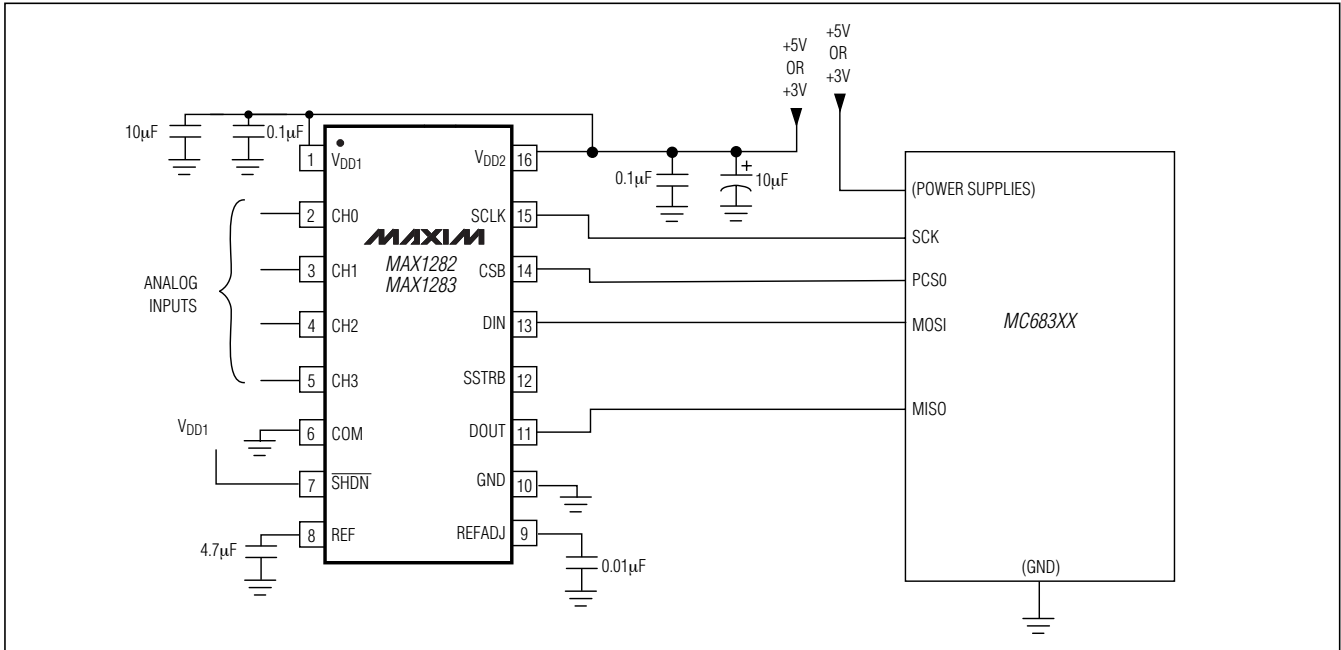 +5V
OR
+3V
+5V
OR
+3V
10µF
0.1µF
1
VDD1
VDD2
16
0.1µF
+
10µF
(POWER SUPPLIES)
2
CH0
SCLK
15
SCK
MAXIM
MAX1282
MAX1283
3
CH1
CSB
14
PCS0
ANALOG
INPUTS
4
CH2
DIN
13
MOSI
MC683XX
5
CH3
SSTRB
12
MISO
VDD1
6
COM
DOUT
11
7
SHDN
GND
10
8
REF
REFADJ
9
4.7µF
0.01µF
(GND)